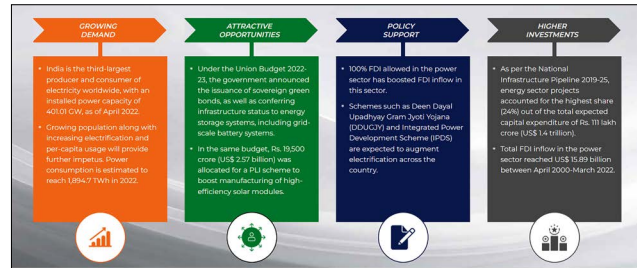 GROWING
DEMAND
• India is the third-largest
producer and consumer of
electricity worldwide, with an
installed power capacity of
401.01 GW, as of April 2022.
• Growing population along with
increasing electrification and
per-capita usage will provide
further impetus. Power
consumption is estimated to
reach 1,894.7 TWh in 2022.
ATTRACTIVE
OPPORTUNITIES
• Under the Union Budget 2022-
23, the government announced
the issuance of sovereign green
bonds, as well as conferring
infrastructure status to energy
storage systems, including grid-
scale battery systems.
• In the same budget, Rs. 19,500
crore (US$ 2.57 billion) was
allocated for a PLI scheme to
boost manufacturing of high-
efficiency solar modules.
POLICY
SUPPORT
• 100% FDI allowed in the power
sector has boosted FDI inflow in
this sector.
• Schemes such as Deen Dayal
Upadhyay Gram Jyoti Yojana
(DDUGJY) and Integrated Power
Development Scheme (IPDS)
are expected to augment
electrification across the
country.
HIGHER
INVESTMENTS
• As per the National
Infrastructure Pipeline 2019-25,
energy sector projects
accounted for the highest share
(24%) out of the total expected
capital expenditure of Rs. 111 lakh
crore (US$ 1.4 trillion).
• Total FDI inflow in the power
sector reached US$ 15.89 billion
between April 2000-March 2022.